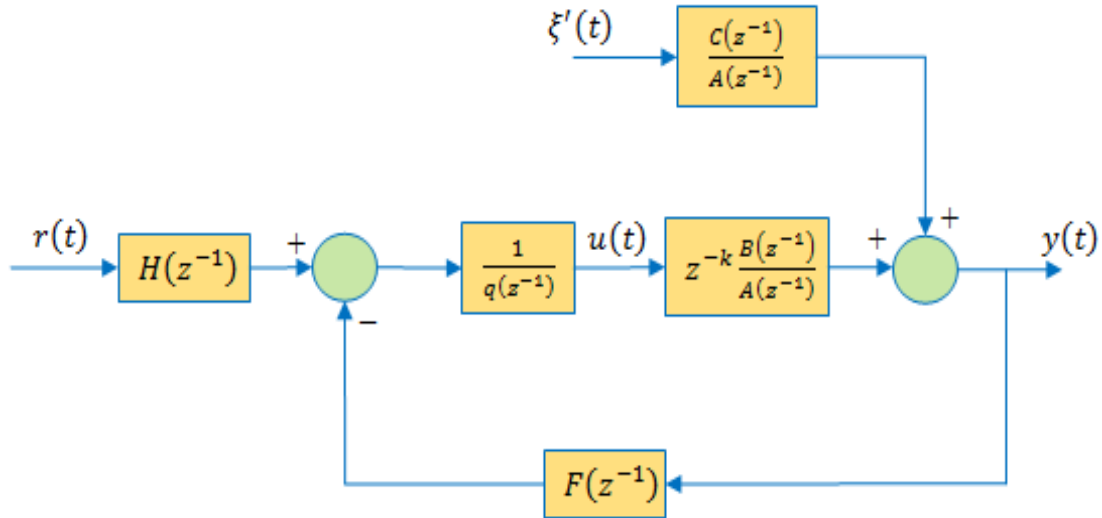 ξ′(t)
C(z⁻¹)
A(z⁻¹)
+
r(t)
H(z⁻¹)
+
−
1
q(z⁻¹)
u(t)
z⁻ᵏ B(z⁻¹)
A(z⁻¹)
+
y(t)
F(z⁻¹)